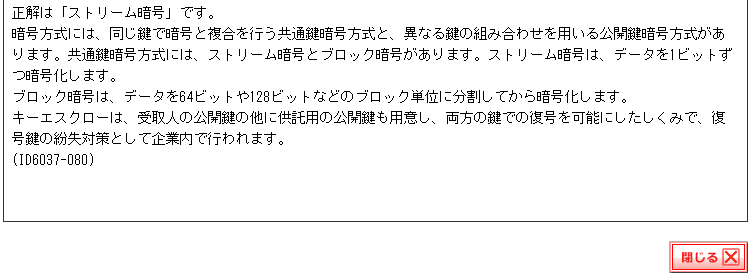 正解は「ストリーム暗号」です。
暗号方式には、同じ鍵で暗号と複合を行う共通鍵暗号方式と、異なる鍵の組み合わせを用いる公開鍵暗号方式があ
ります。共通鍵暗号方式には、ストリーム暗号とブロック暗号があります。ストリーム暗号は、データを1ビットず
つ暗号化します。
ブロック暗号は、データを64ビットや128ビットなどのブロック単位に分割してから暗号化します。
キーエスクローは、受取人の公開鍵の他に供託用の公開鍵も用意し、両方の鍵での復号を可能にしたしくみで、復
号鍵の紛失対策として企業内で行われます。
(ID6037-080)
閉じる